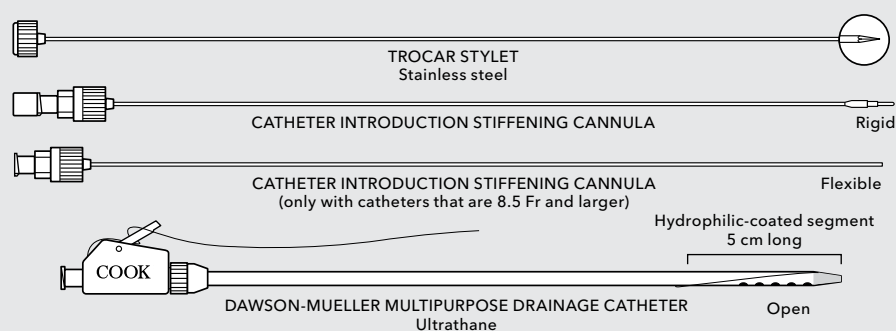 TROCAR STYLET
Stainless steel
CATHETER INTRODUCTION STIFFENING CANNULA
Rigid
CATHETER INTRODUCTION STIFFENING CANNULA
(only with catheters that are 8.5 Fr and larger)
Flexible
Hydrophilic-coated segment
5 cm long
COOK
DAWSON-MUELLER MULTIPURPOSE DRAINAGE CATHETER
Ultrathane
Open